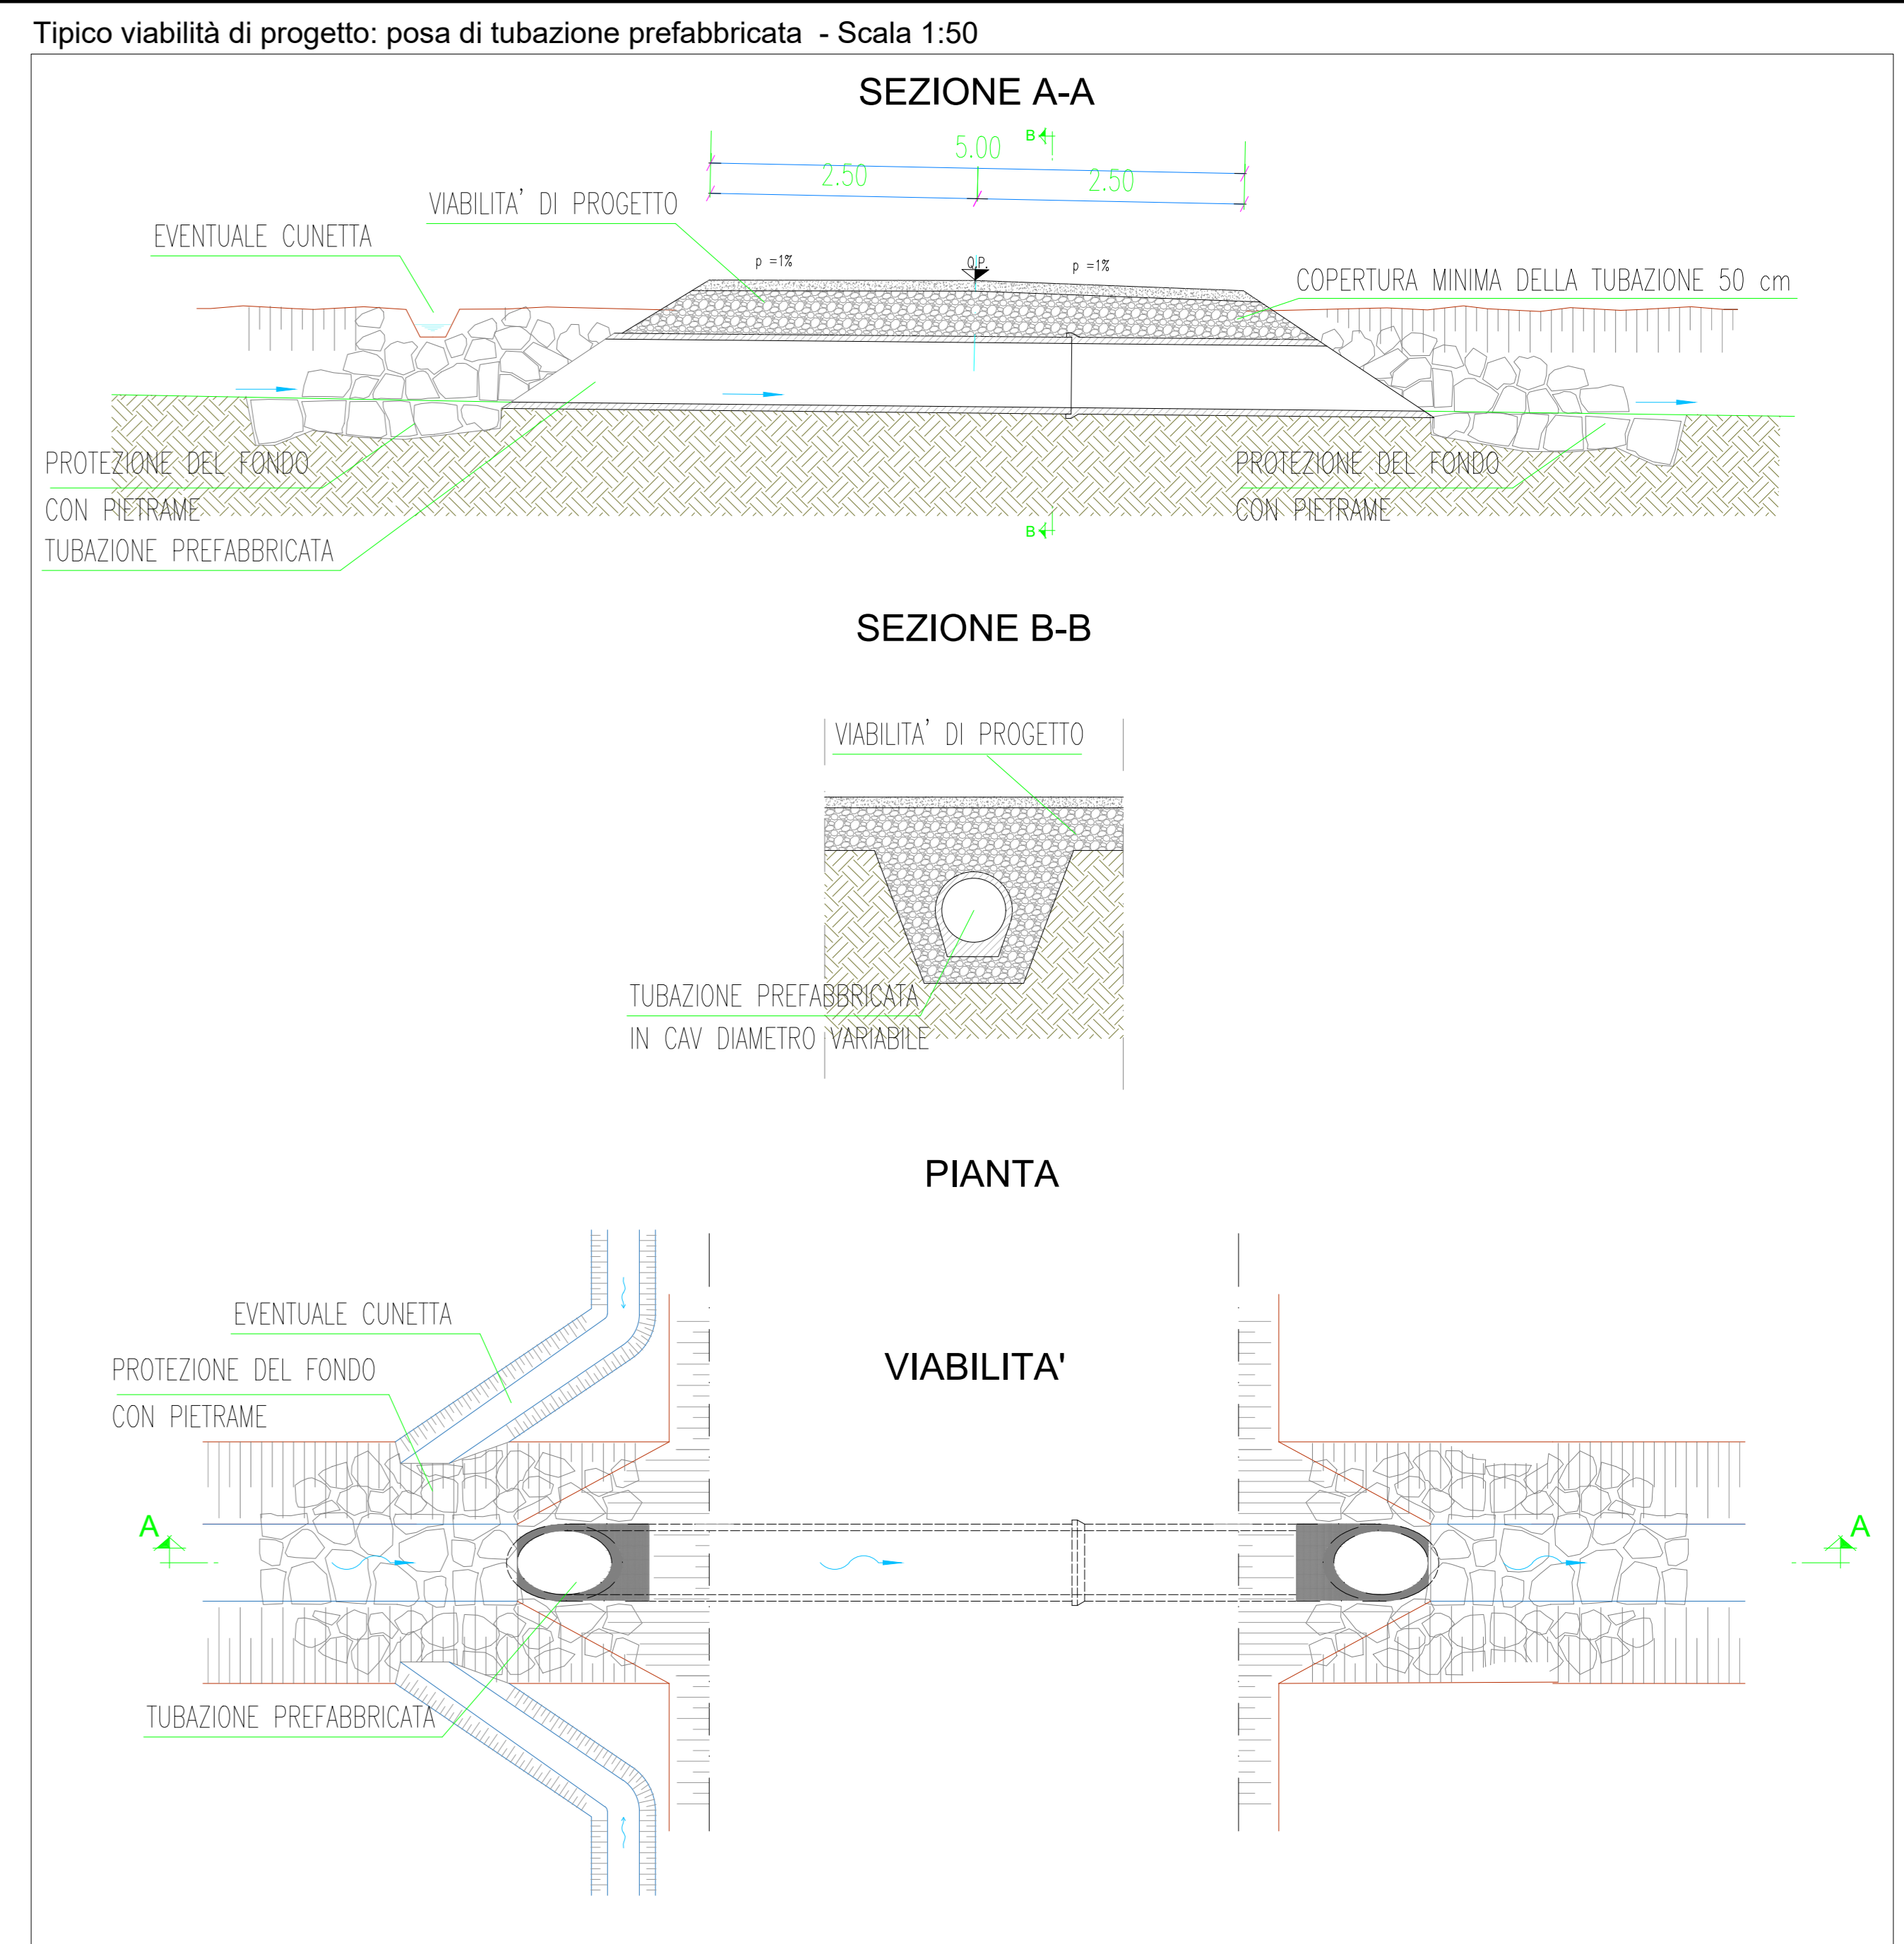 Tipico viabilità di progetto: posa di tubazione prefabbricata - Scala 1:50
SEZIONE A-A
B
5.00
2.50
2.50
VIABILITA' DI PROGETTO
EVENTUALE CUNETTA
p =1%
Q.P.
p =1%
COPERTURA MINIMA DELLA TUBAZIONE 50 cm
PROTEZIONE DEL FONDO
CON PIETRAME
PROTEZIONE DEL FONDO
CON PIETRAME
B
TUBAZIONE PREFABBRICATA
SEZIONE B-B
VIABILITA' DI PROGETTO
TUBAZIONE PREFABBRICATA
IN CAV DIAMETRO VARIABILE
PIANTA
EVENTUALE CUNETTA
VIABILITA'
PROTEZIONE DEL FONDO
CON PIETRAME
A
A
TUBAZIONE PREFABBRICATA